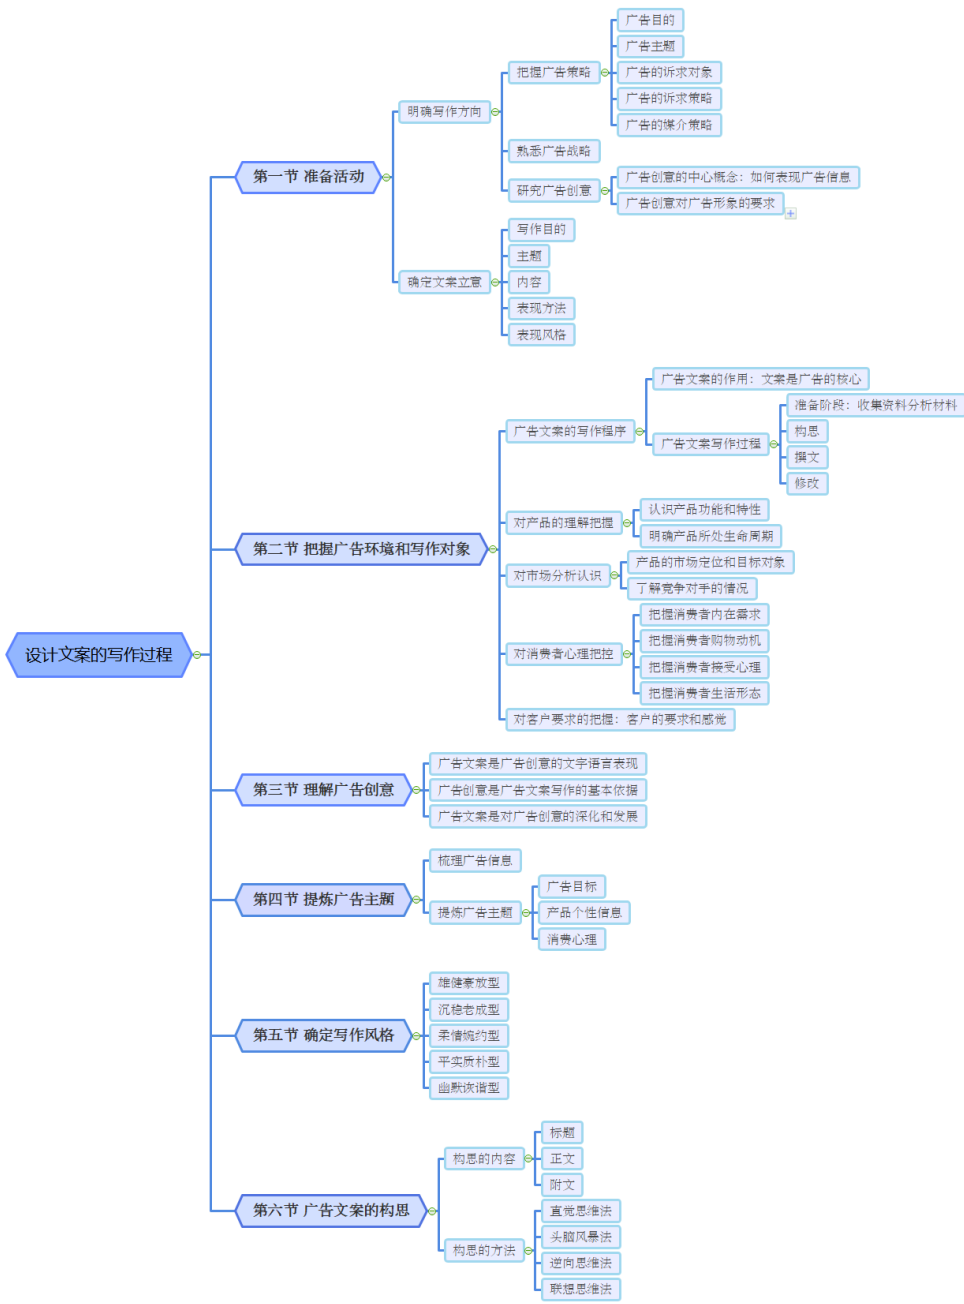 设计文案的写作过程
第一节 准备活动
明确写作方向
把握广告策略
广告目的
广告主题
广告的诉求对象
广告的诉求策略
广告的媒介策略
熟悉广告战略
研究广告创意
广告创意的中心概念：如何表现广告信息
广告创意对广告形象的要求
确定文案立意
写作目的
主题
内容
表现方法
表现风格
第二节 把握广告环境和写作对象
广告文案的写作程序
广告文案的作用：文案是广告的核心
广告文案写作过程
准备阶段：收集资料分析材料
构思
撰文
修改
对产品的理解把握
认识产品功能和特性
明确产品所处生命周期
对市场分析认识
产品的市场定位和目标对象
了解竞争对手的情况
对消费者心理把控
把握消费者内在需求
把握消费者购物动机
把握消费者接受心理
把握消费者生活形态
对客户要求的把握：客户的要求和感觉
第三节 理解广告创意
广告文案是广告创意的文字语言表现
广告创意是广告文案写作的基本依据
广告文案是对广告创意的深化和发展
第四节 提炼广告主题
梳理广告信息
提炼广告主题
广告目标
产品个性信息
消费心理
第五节 确定写作风格
雄健豪放型
沉稳老成型
柔情婉约型
平实质朴型
幽默诙谐型
第六节 广告文案的构思
构思的内容
标题
正文
附文
构思的方法
直觉思维法
头脑风暴法
逆向思维法
联想思维法